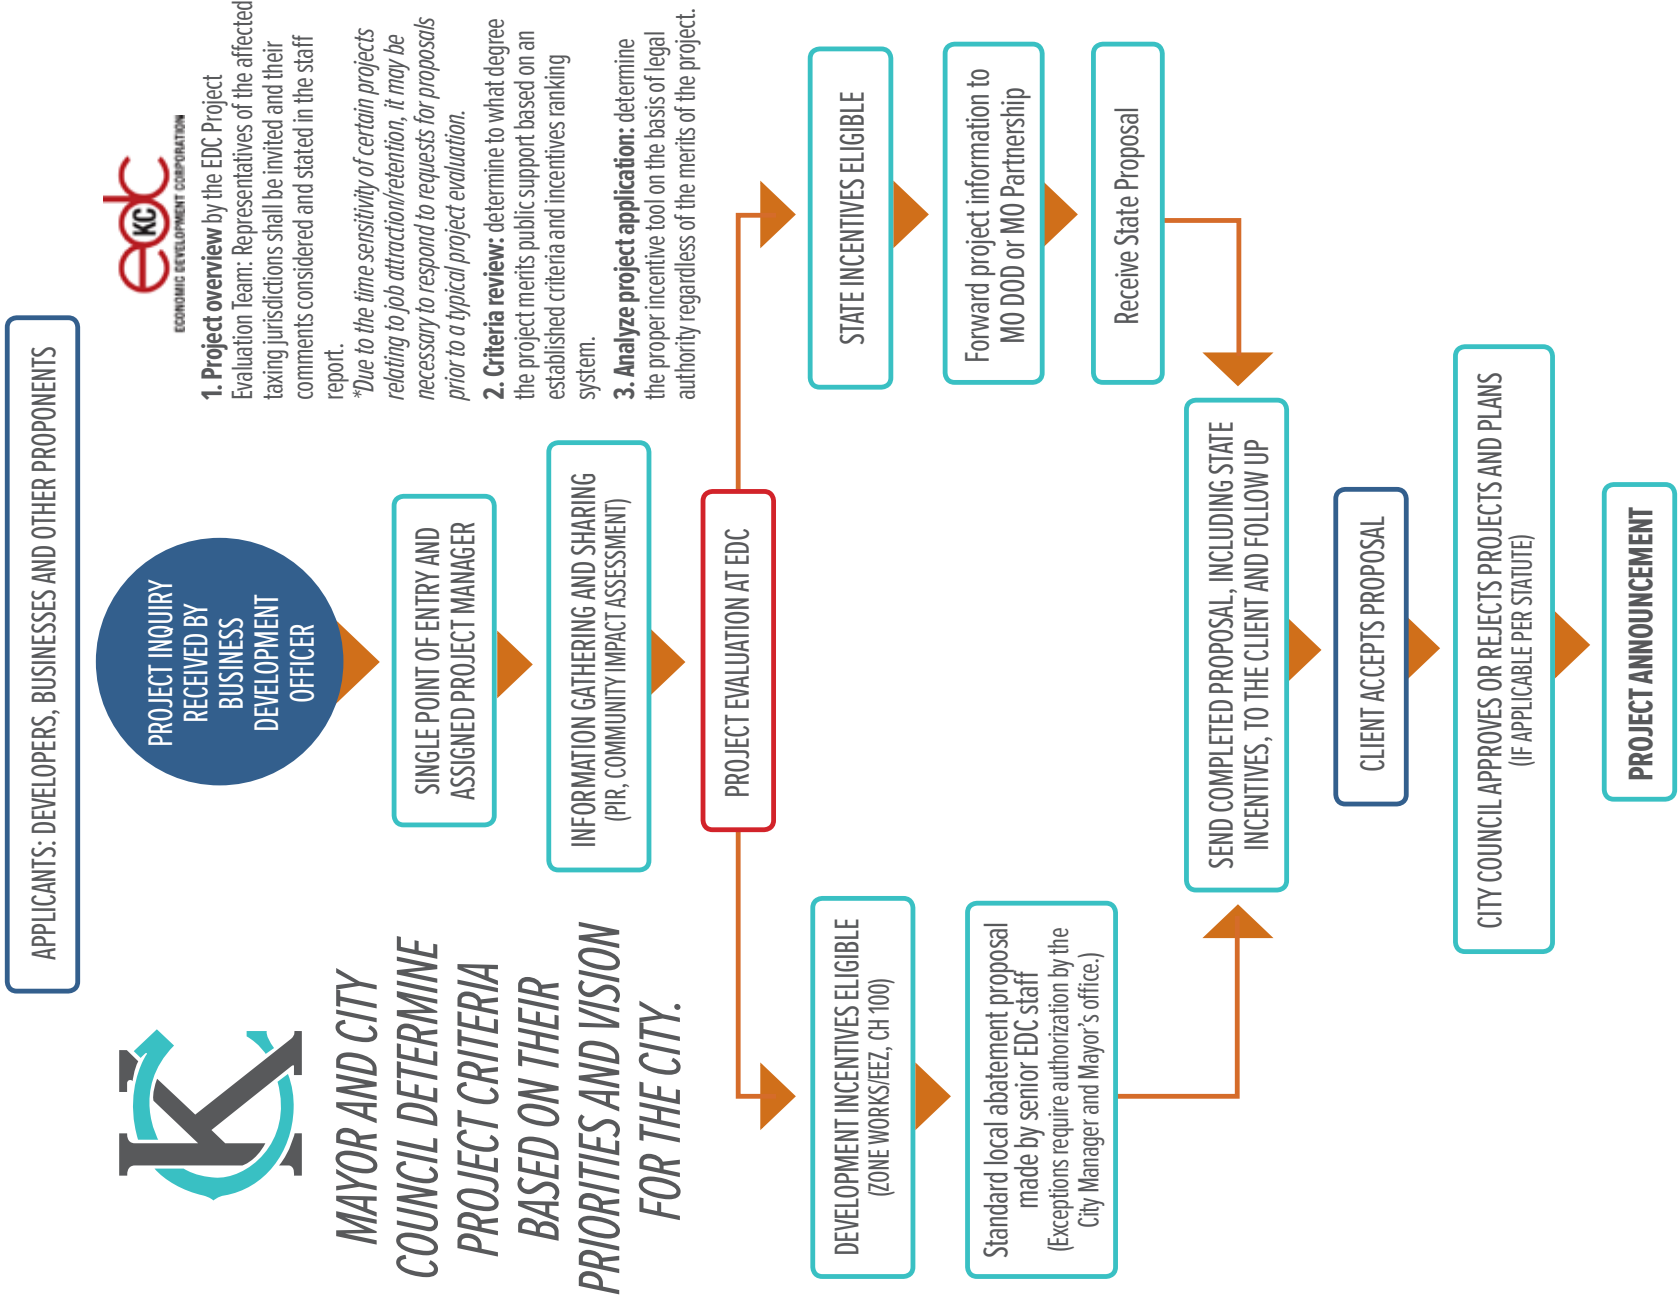 APPLICANTS: DEVELOPERS, BUSINESSES AND OTHER PROPONENTS
KC
MAYOR AND CITY
COUNCIL DETERMINE
PROJECT CRITERIA
BASED ON THEIR
PRIORITIES AND VISION
FOR THE CITY.
PROJECT INQUIRY
RECEIVED BY
BUSINESS
DEVELOPMENT
OFFICER
SINGLE POINT OF ENTRY AND
ASSIGNED PROJECT MANAGER
INFORMATION GATHERING AND SHARING
(PIR, COMMUNITY IMPACT ASSESSMENT)
PROJECT EVALUATION AT EDC
edc
KC
ECONOMIC DEVELOPMENT CORPORATION
1. Project overview by the EDC Project
Evaluation Team: Representatives of the affected
taxing jurisdictions shall be invited and their
comments considered and stated in the staff
report.
*Due to the time sensitivity of certain projects
relating to job attraction/retention, it may be
necessary to respond to requests for proposals
prior to a typical project evaluation.
2. Criteria review: determine to what degree
the project merits public support based on an
established criteria and incentives ranking
system.
3. Analyze project application: determine
the proper incentive tool on the basis of legal
authority regardless of the merits of the project.
DEVELOPMENT INCENTIVES ELIGIBLE
(ZONE WORKS/EEZ, CH 100)
Standard local abatement proposal
made by senior EDC staff
(Exceptions require authorization by the
City Manager and Mayor's office.)
STATE INCENTIVES ELIGIBLE
Forward project information to
MO DOD or MO Partnership
Receive State Proposal
SEND COMPLETED PROPOSAL, INCLUDING STATE
INCENTIVES, TO THE CLIENT AND FOLLOW UP
CLIENT ACCEPTS PROPOSAL
CITY COUNCIL APPROVES OR REJECTS PROJECTS AND PLANS
(IF APPLICABLE PER STATUTE)
PROJECT ANNOUNCEMENT